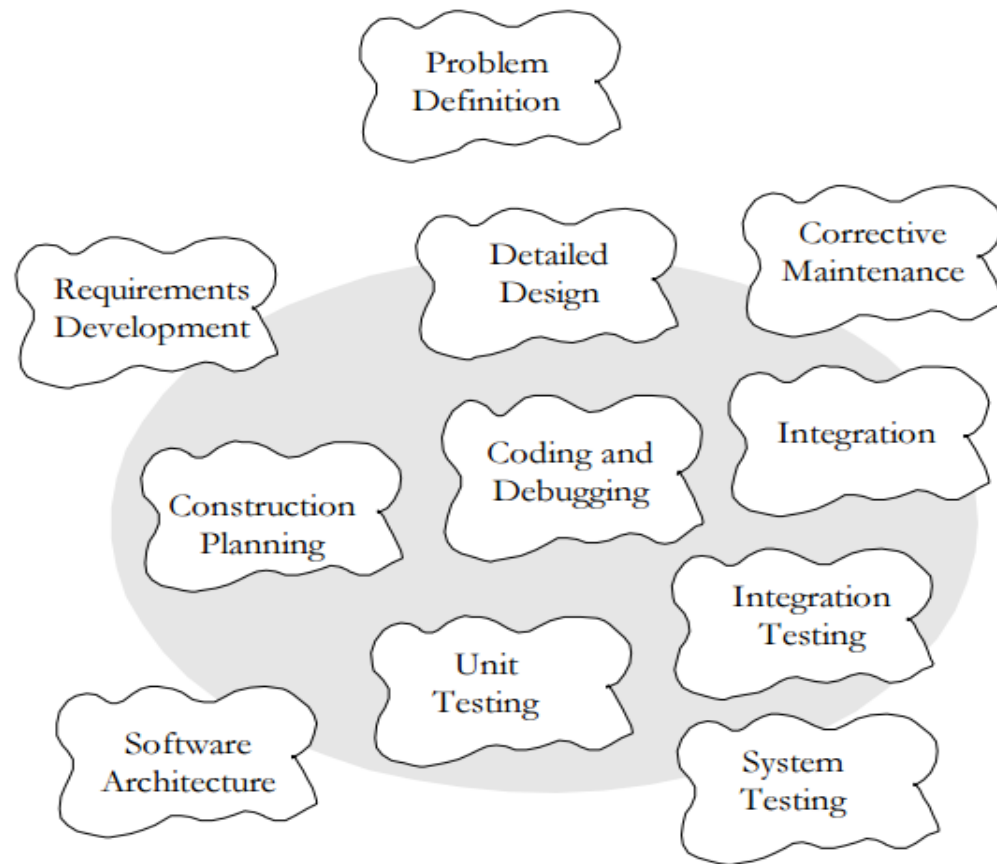 Problem
Definition
Detailed
Design
Corrective
Maintenance
Requirements
Development
Integration
Coding and
Debugging
Construction
Planning
Integration
Testing
Unit
Testing
Software
Architecture
System
Testing